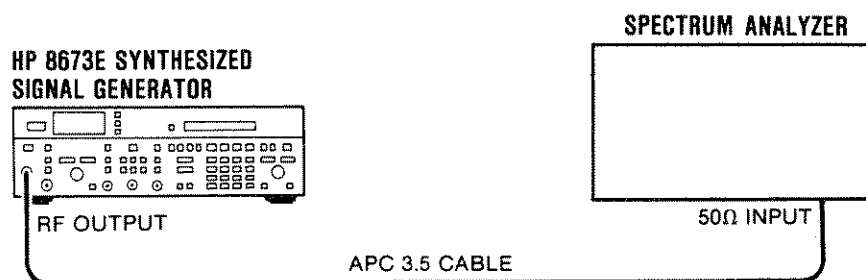 SPECTRUM ANALYZER
HP 8673E SYNTHESIZED
SIGNAL GENERATOR
RF OUTPUT
50Ω INPUT
APC 3.5 CABLE